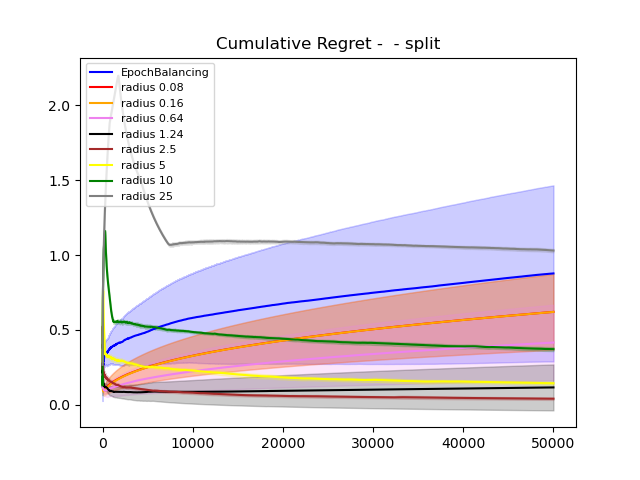 Cumulative Regret -  - split
EpochBalancing
radius 0.08
radius 0.16
radius 0.64
radius 1.24
radius 2.5
radius 5
radius 10
radius 25
2.0
1.5
1.0
0.5
0.0
0
10000
20000
30000
40000
50000